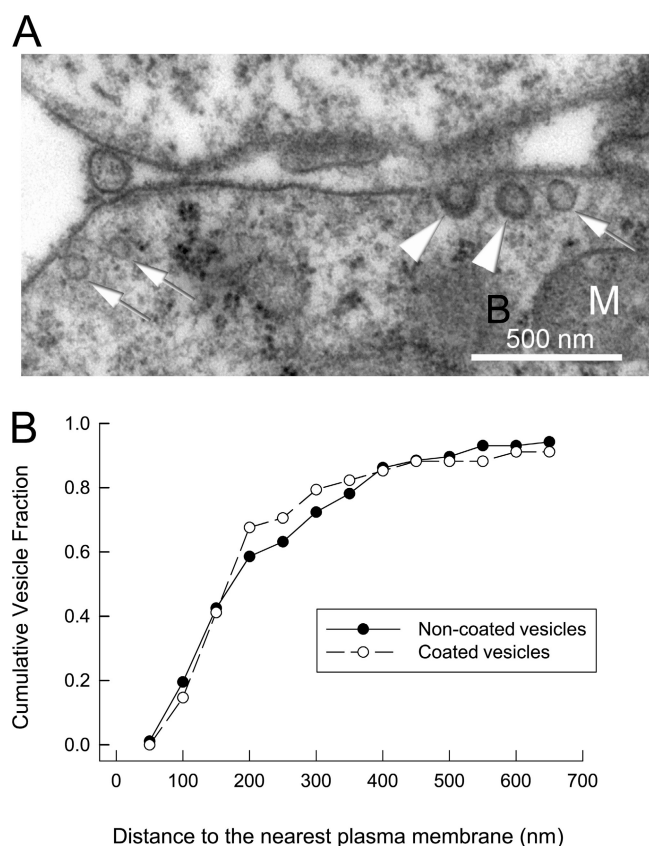 A
B
M
500 nm
B
1.0
0.8
0.6
0.4
0.2
0.0
Cumulative Vesicle Fraction
Non-coated vesicles
Coated vesicles
0 100 200 300 400 500 600 700
Distance to the nearest plasma membrane (nm)